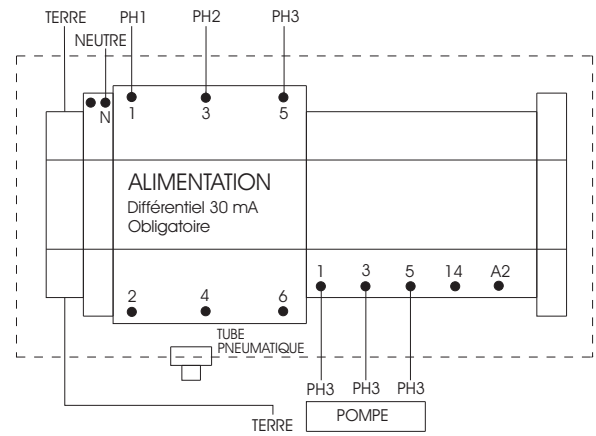 TERRE PH1 PH2 PH3
NEUTRE
N 1 3 5
ALIMENTATION
Différentiel 30 mA
Obligatoire
1 3 5 14 A2
2 4 6
TUBE
PNEUMATIQUE
PH3 PH3 PH3
TERRE POMPE